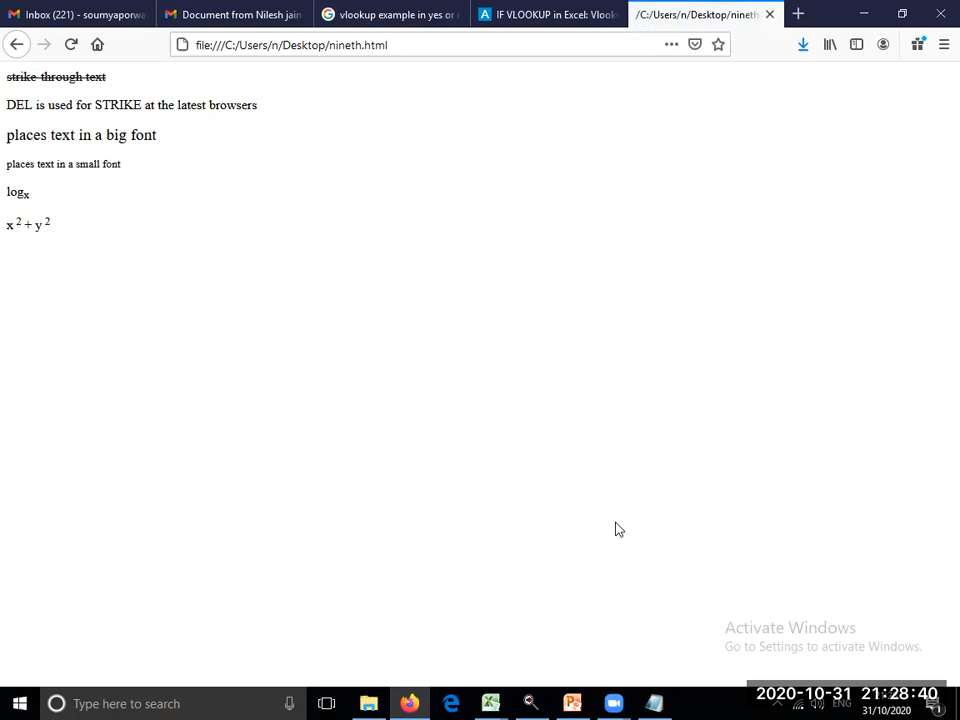 Inbox (221) - soumyaporwa
Document from Nilesh jain
vlookup example in yes or
IF VLOOKUP in Excel: Vlook
/C:/Users/n/Desktop/nineth.
file:///C:/Users/n/Desktop/nineth.html
strike-through text
DEL is used for STRIKE at the latest browsers
places text in a big font
places text in a small font
logx
x 2 + y 2
Activate Windows
Go to Settings to activate Windows.
Type here to search
ENG
2020-10-31 21:28:40
31/10/2020